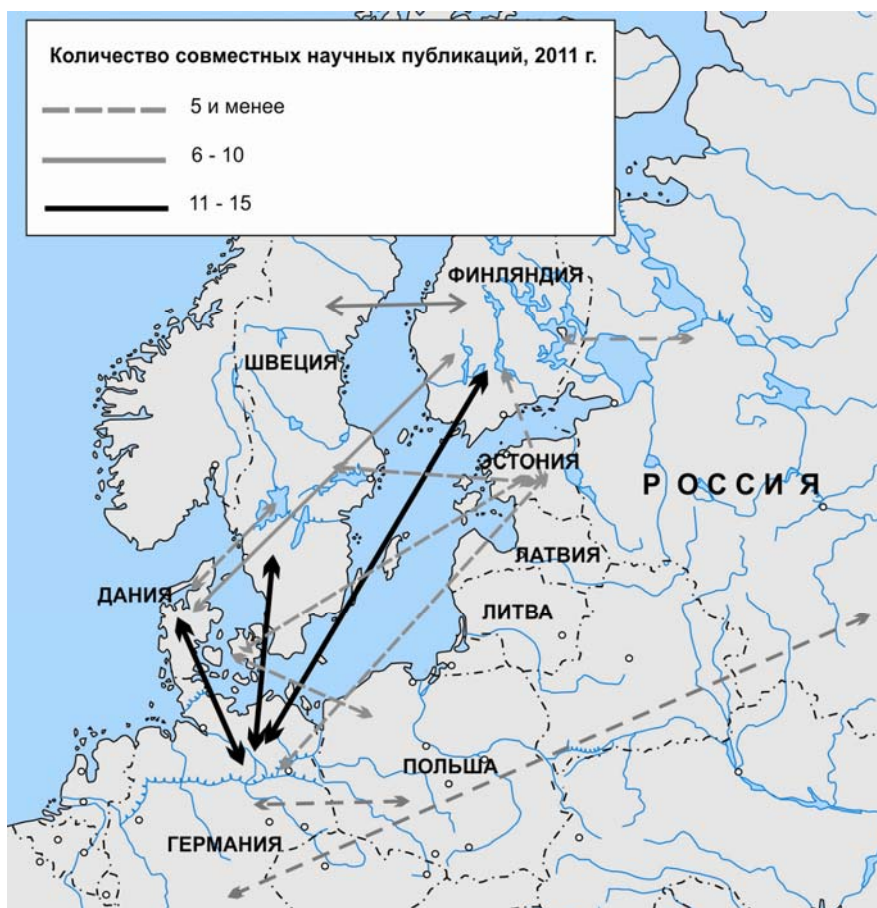 Количество совместных научных публикаций, 2011 г.
5 и менее
6 - 10
11 - 15
ФИНЛЯНДИЯ
ШВЕЦИЯ
ЭСТОНИЯ
РОССИЯ
ЛАТВИЯ
ДАНИЯ
ЛИТВА
ПОЛЬША
ГЕРМАНИЯ